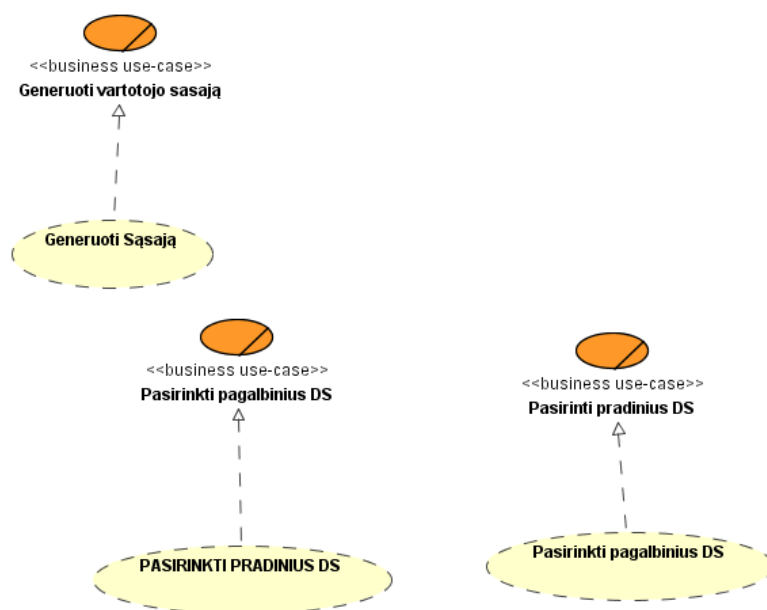 <<business use-case>>
Generuoti vartotojo sasają
Generuoti Sąsają
<<business use-case>>
Pasirinkti pagalbinius DS
<<business use-case>>
Pasirinti pradinius DS
PASIRINKTI PRADINIUS DS
Pasirinkti pagalbinius DS